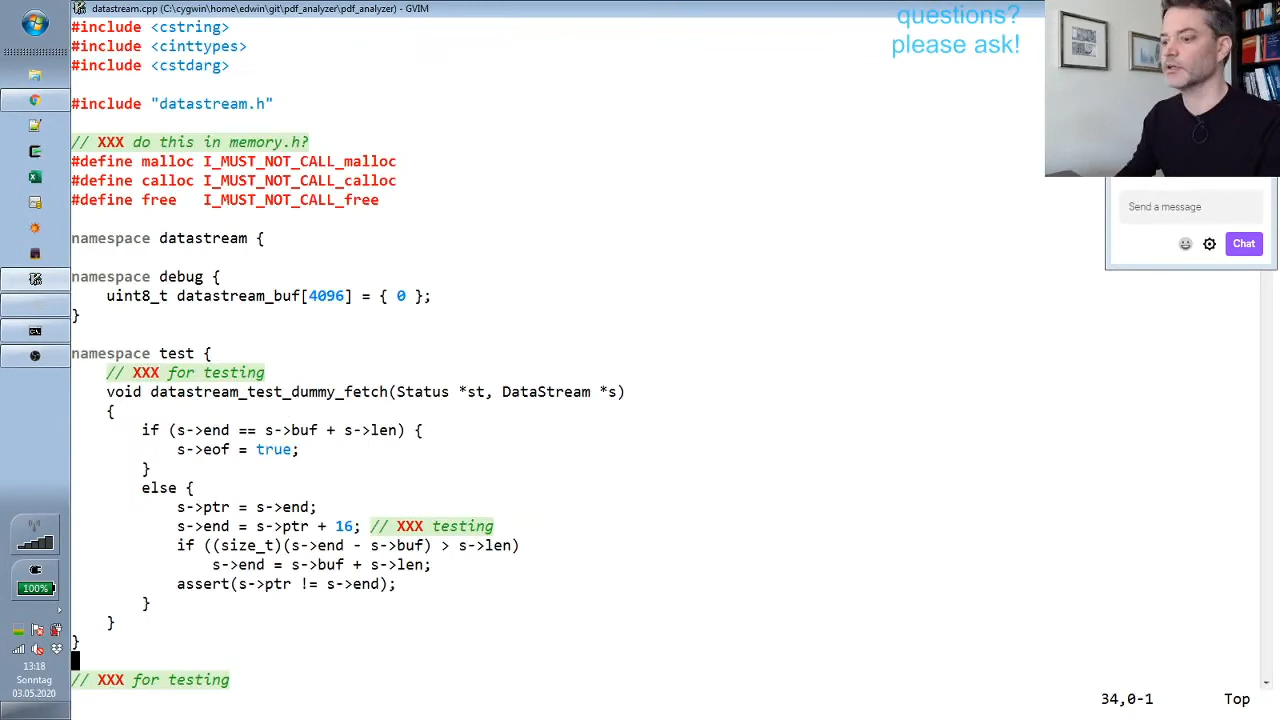 datastream.cpp (C:\cygwin\home\edwin\git\pdf_analyzer\pdf_analyzer) - GVIM
#include <cstring>
#include <cinttypes>
#include <cstdarg>
#include "datastream.h"
// XXX do this in memory.h?
#define malloc I_MUST_NOT_CALL_malloc
#define calloc I_MUST_NOT_CALL_calloc
#define free   I_MUST_NOT_CALL_free
namespace datastream {
namespace debug {
    uint8_t datastream_buf[4096] = { 0 };
}
namespace test {
    // XXX for testing
    void datastream_test_dummy_fetch(Status *st, DataStream *s)
    {
        if (s->end == s->buf + s->len) {
            s->eof = true;
        }
        else {
            s->ptr = s->end;
            s->end = s->ptr + 16; // XXX testing
            if ((size_t)(s->end - s->buf) > s->len)
                s->end = s->buf + s->len;
            assert(s->ptr != s->end);
        }
    }
}
// XXX for testing
34,0-1 Top
questions?
please ask!
Send a message
Chat
100%
13:18
Sonntag
03.05.2020